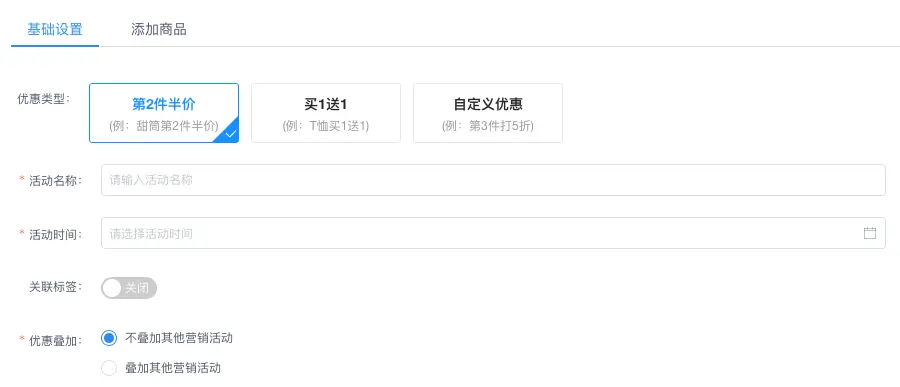 基础设置 添加商品
优惠类型： 第2件半价 买1送1 自定义优惠
(例：甜筒第2件半价) (例：T恤买1送1) (例：第3件打5折)
* 活动名称： 请输入活动名称
* 活动时间： 请选择活动时间
关联标签： 关闭
* 优惠叠加： 不叠加其他营销活动
叠加其他营销活动